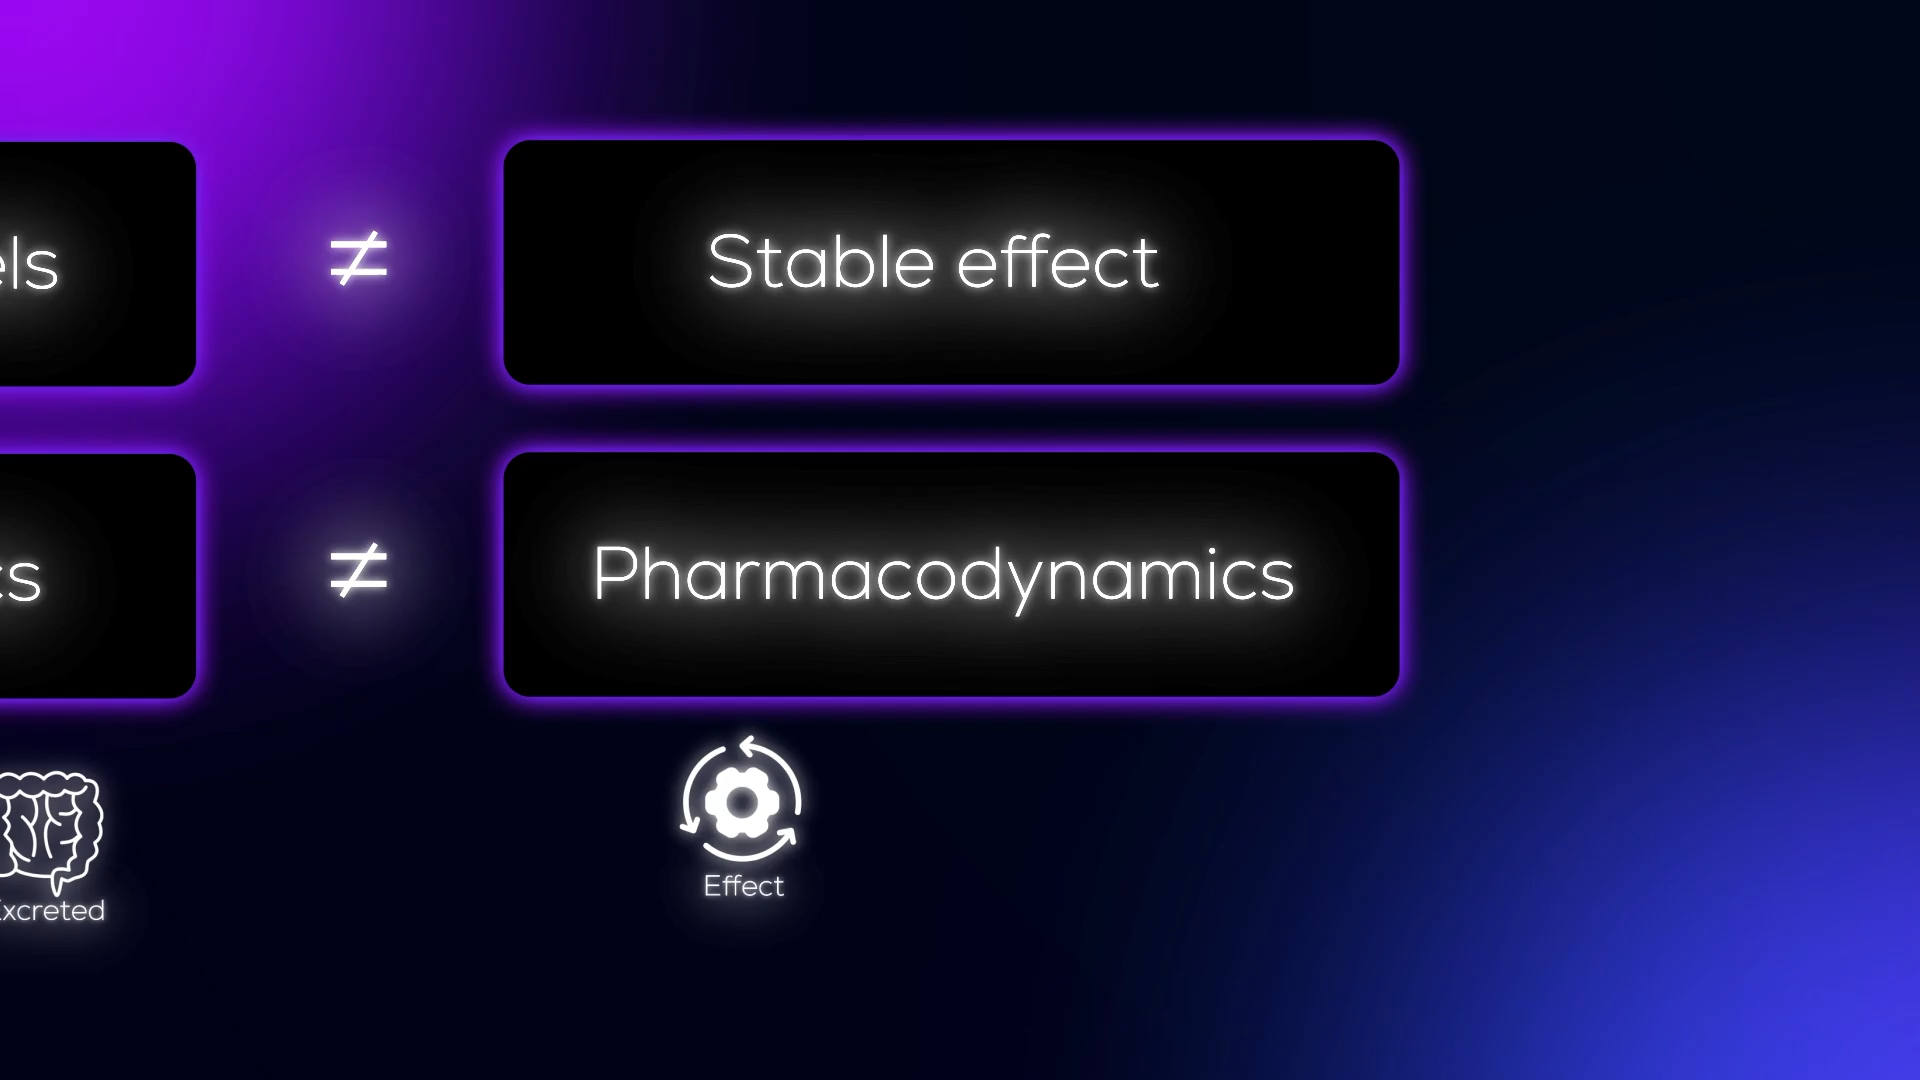 ≠ Stable effect
≠ Pharmacodynamics
Effect